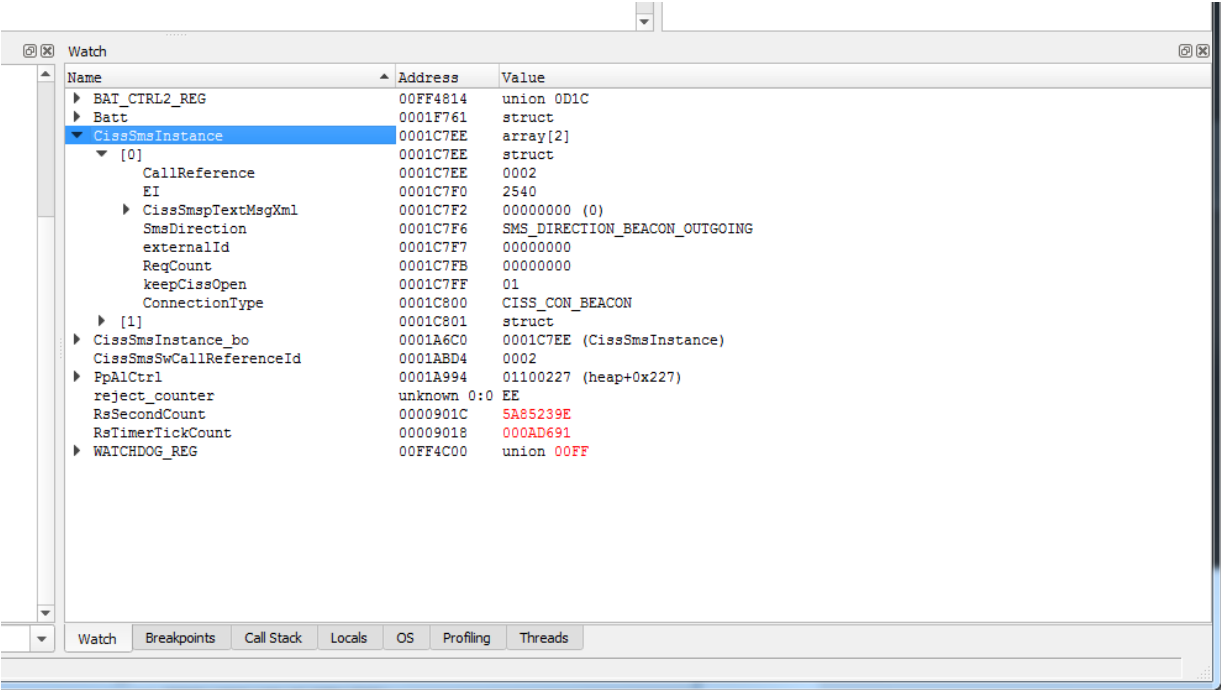 Watch
Name Address Value
BAT_CTRL2_REG 00FF4814 union 0D1C
Batt 0001F761 struct
CissSmsInstance 0001C7EE array[2]
[0] 0001C7EE struct
CallReference 0001C7EE 0002
EI 0001C7F0 2540
CissSmspTextMsgXml 0001C7F2 00000000 (0)
SmsDirection 0001C7F6 SMS_DIRECTION_BEACON_OUTGOING
externalId 0001C7F7 00000000
ReqCount 0001C7FB 00000000
keepCissOpen 0001C7FF 01
ConnectionType 0001C800 CISS_CON_BEACON
[1] 0001C801 struct
CissSmsInstance_bo 0001A6C0 0001C7EE (CissSmsInstance)
CissSmsSwCallReferenceId 0001ABD4 0002
PpAlCtrl 0001A994 01100227 (heap+0x227)
reject_counter unknown 0:0 EE
RsSecondCount 0000901C 5A85239E
RsTimerTickCount 00009018 000AD691
WATCHDOG_REG 00FF4C00 union 00FF
Watch Breakpoints Call Stack Locals OS Profiling Threads